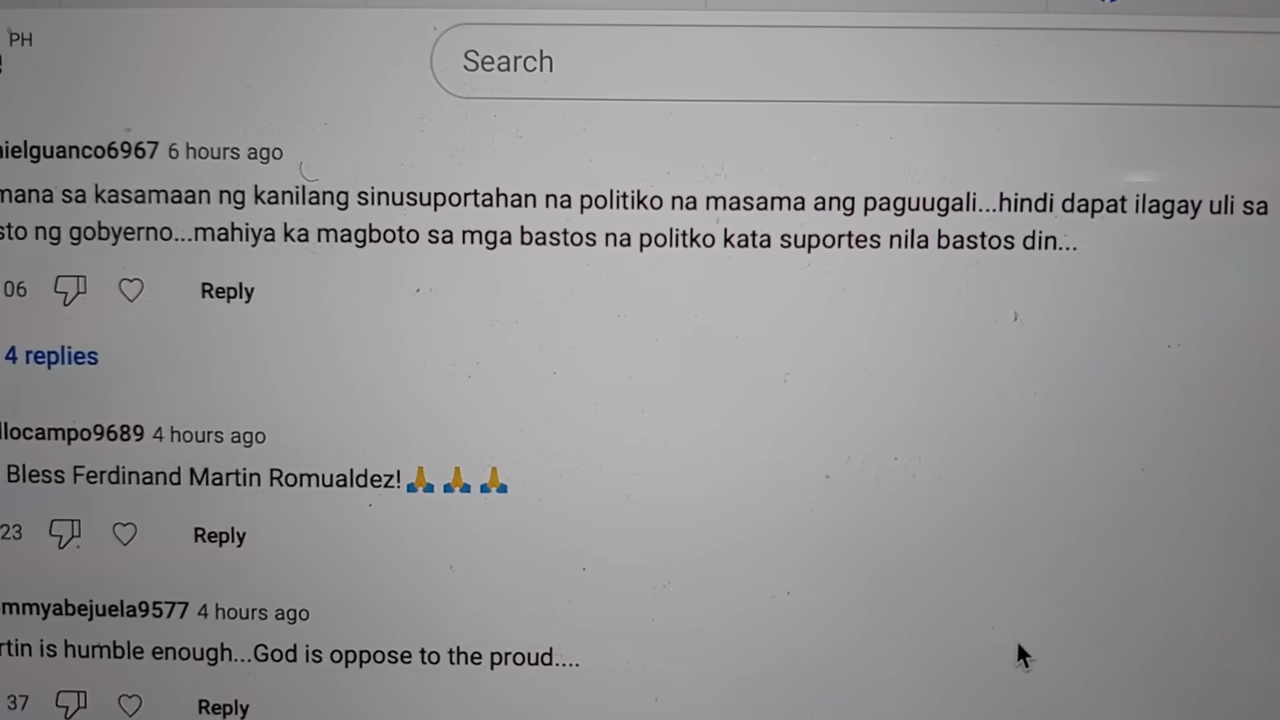 PH
Search
ielguanco6967 6 hours ago
mana sa kasamaan ng kanilang sinusuportahan na politiko na masama ang paguugali...hindi dapat ilagay uli sa
sto ng gobyerno...mahiya ka magboto sa mga bastos na politko kata suportes nila bastos din...
06 Reply
4 replies
llocampo9689 4 hours ago
Bless Ferdinand Martin Romualdez!🙏🙏🙏
23 Reply
mmyabejuela9577 4 hours ago
rtin is humble enough...God is oppose to the proud....
37 Reply